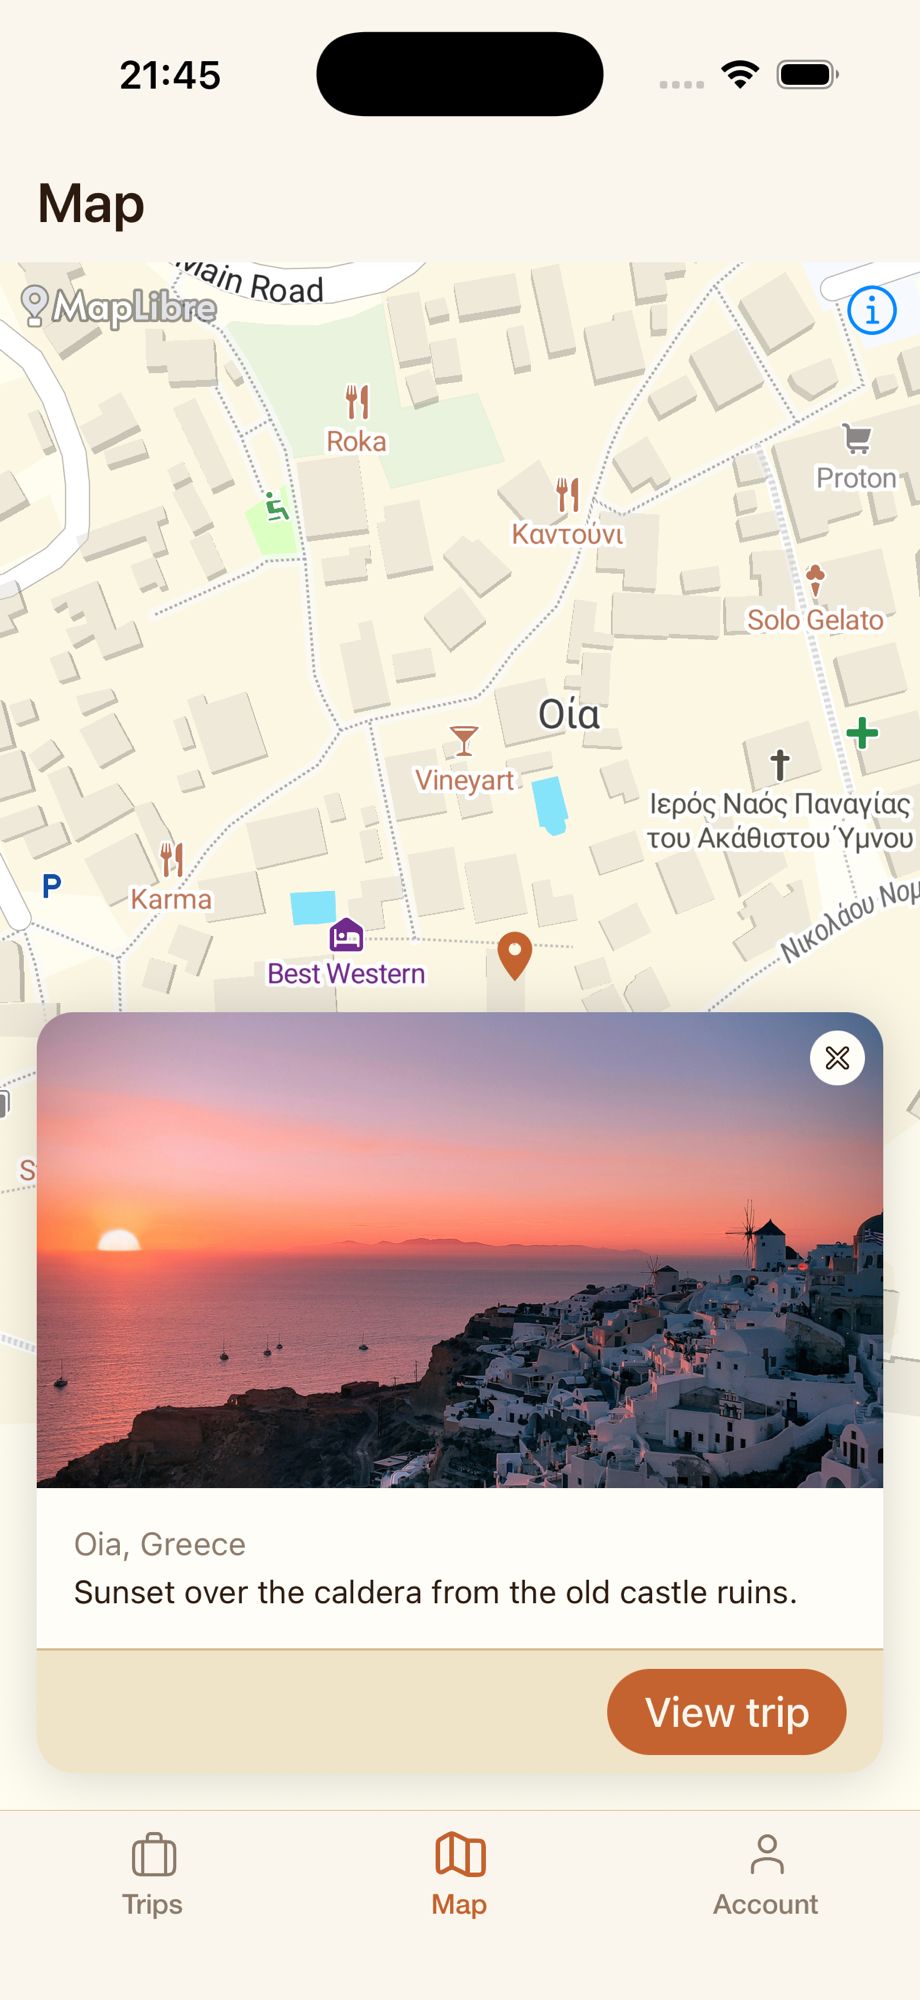 21:45
Map
Main Road
MapLibre
Roka
Proton
Καντούνι
Solo Gelato
Οία
Vineyart
Ιερός Ναός Παναγίας
του Ακάθιστου Ύμνου
P
Karma
Best Western
Oia, Greece
Sunset over the caldera from the old castle ruins.
View trip
Trips
Map
Account